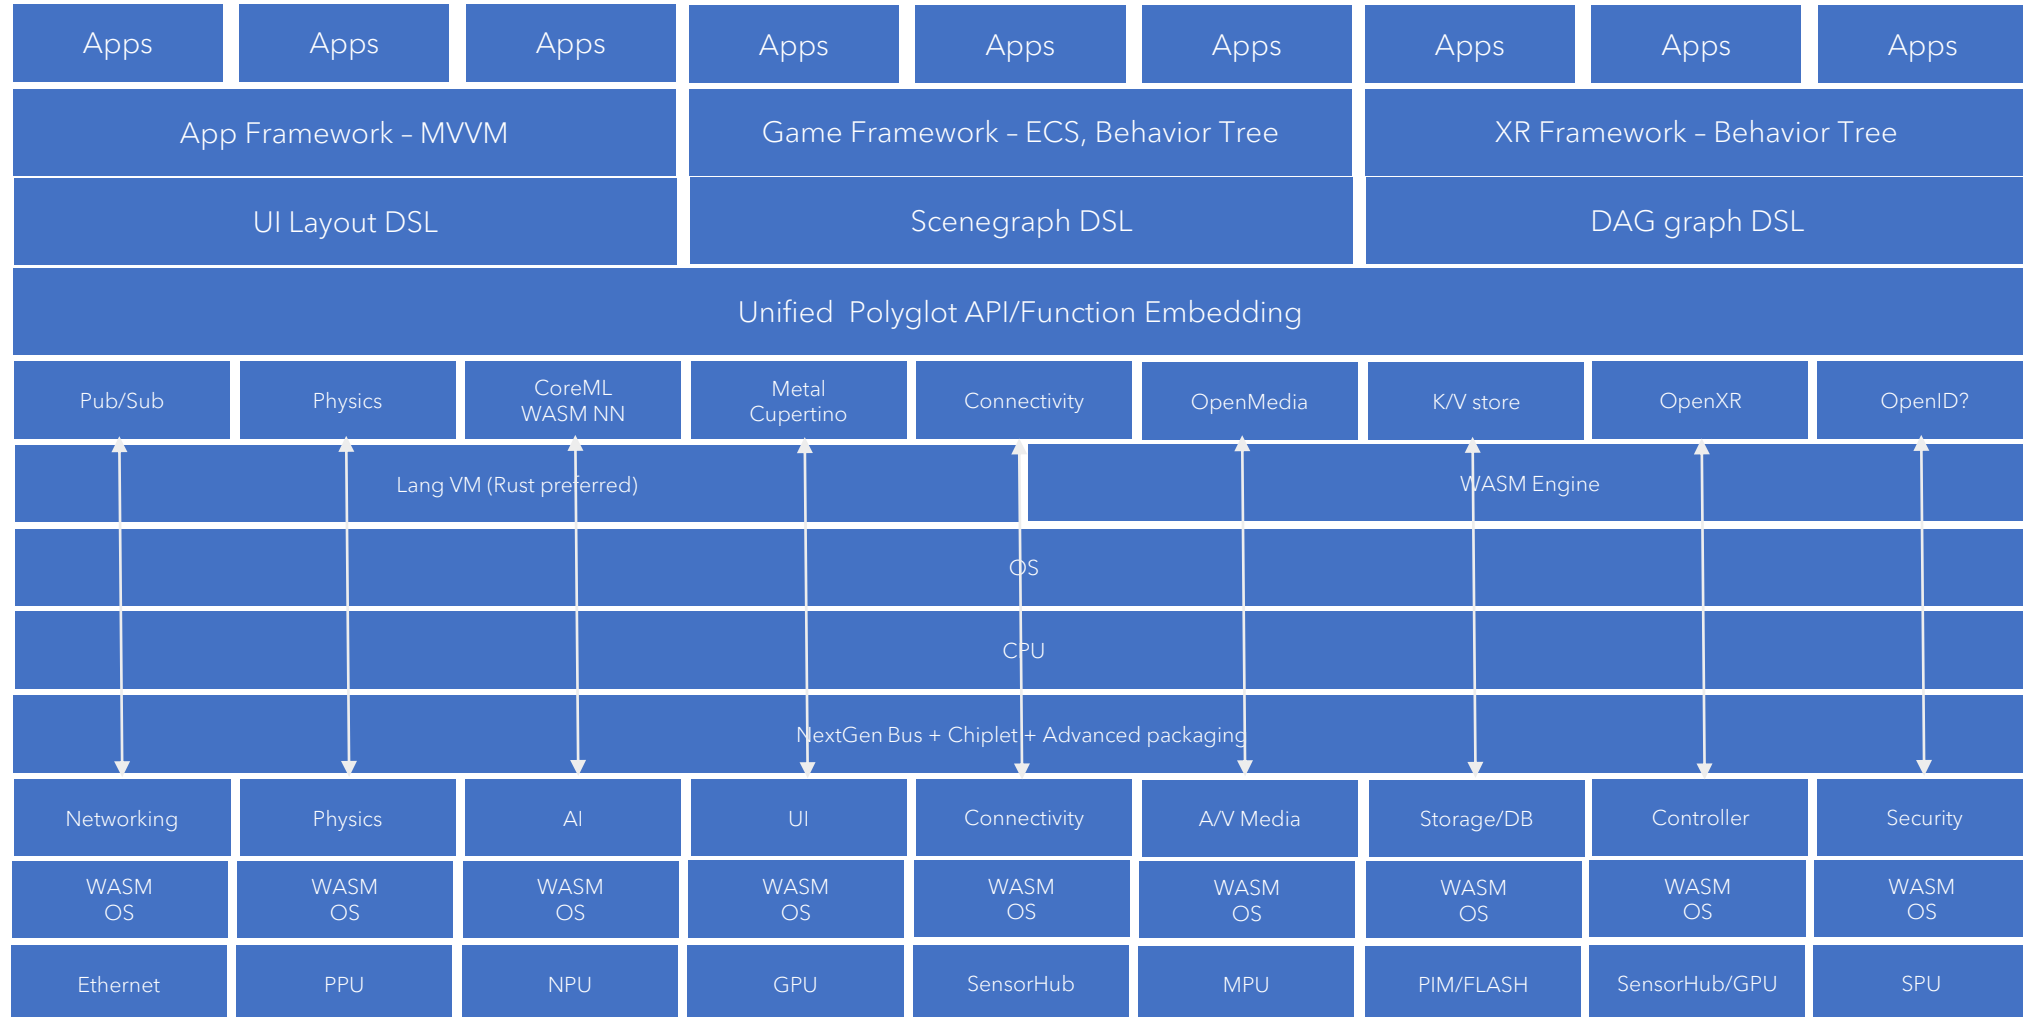 Apps
Apps
Apps
Apps
Apps
Apps
Apps
Apps
Apps
App Framework – MVVM
Game Framework – ECS, Behavior Tree
XR Framework – Behavior Tree
UI Layout DSL
Scenegraph DSL
DAG graph DSL
Unified  Polyglot API/Function Embedding
Pub/Sub
Physics
CoreML
WASM NN
Metal
Cupertino
Connectivity
OpenMedia
K/V store
OpenXR
OpenID?
Lang VM (Rust preferred)
WASM Engine
OS
CPU
NextGen Bus + Chiplet + Advanced packaging
Networking
Physics
AI
UI
Connectivity
A/V Media
Storage/DB
Controller
Security
WASM
OS
WASM
OS
WASM
OS
WASM
OS
WASM
OS
WASM
OS
WASM
OS
WASM
OS
WASM
OS
Ethernet
PPU
NPU
GPU
SensorHub
MPU
PIM/FLASH
SensorHub/GPU
SPU